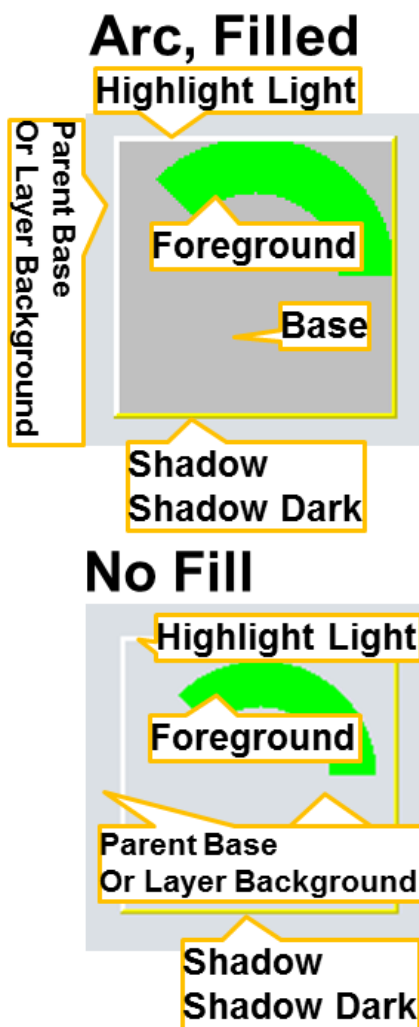 Arc, Filled
Highlight Light
Parent Base
Or Layer Background
Foreground
Base
Shadow
Shadow Dark
No Fill
Highlight Light
Foreground
Parent Base
Or Layer Background
Shadow
Shadow Dark